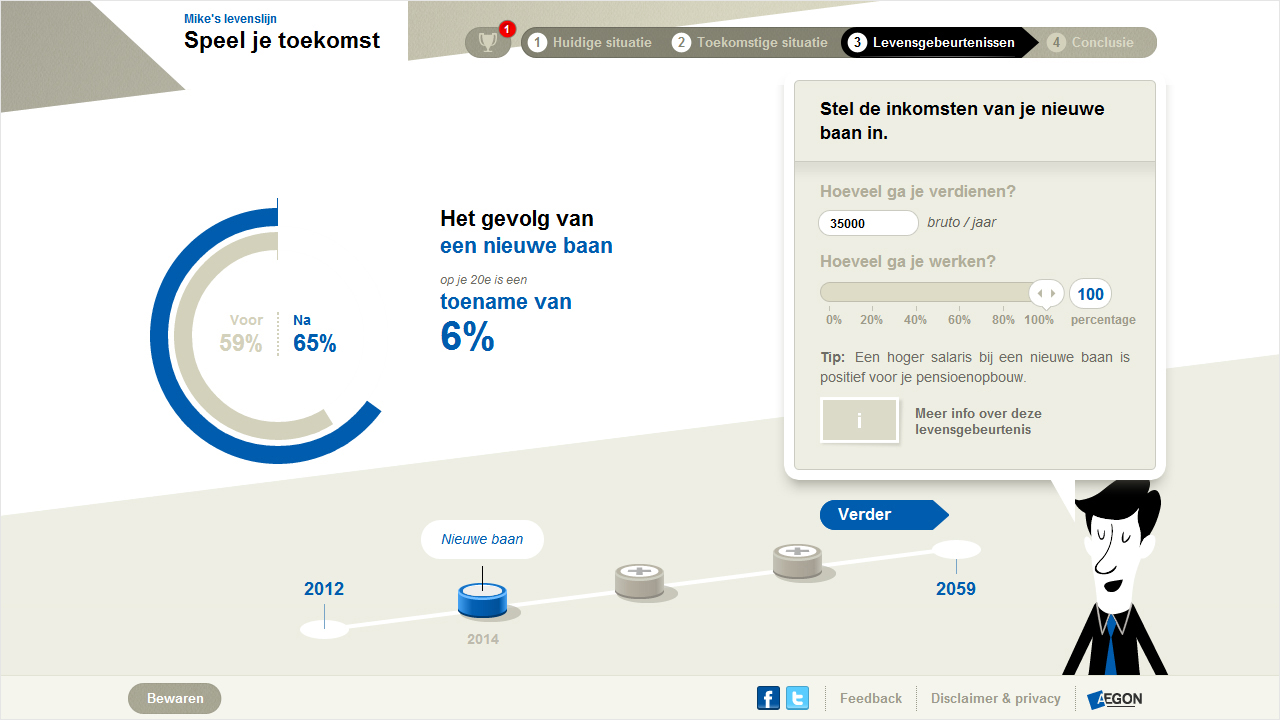 Mike's levenslijn
Speel je toekomst
1
1 Huidige situatie
2 Toekomstige situatie
3 Levensgebeurtenissen
4 Conclusie
Stel de inkomsten van je nieuwe
baan in.
Hoeveel ga je verdienen?
35000 bruto / jaar
Hoeveel ga je werken?
100
0% 20% 40% 60% 80% 100% percentage
Tip: Een hoger salaris bij een nieuwe baan is
positief voor je pensioenopbouw.
i
Meer info over deze
levensgebeurtenis
Het gevolg van
een nieuwe baan
op je 20e is een
toename van
6%
Voor Na
59% 65%
Verder
Nieuwe baan
2012
2014
2059
Bewaren
f t Feedback Disclaimer & privacy AEGON